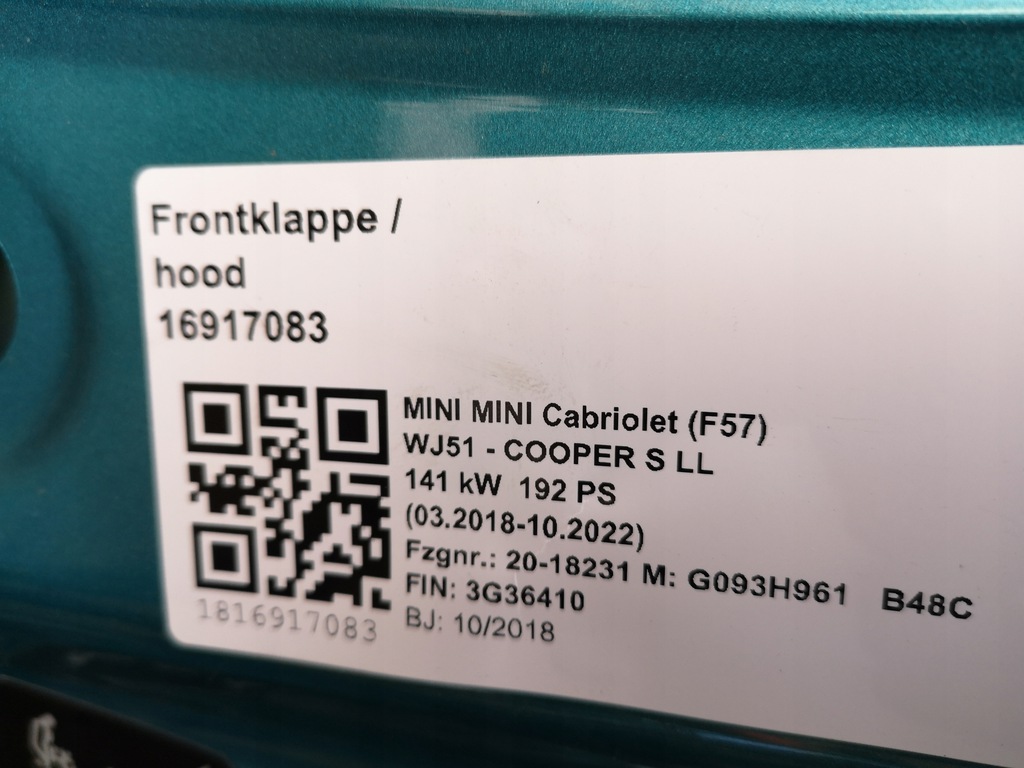 Frontklappe /
hood
16917083
MINI MINI Cabriolet (F57)
WJ51 - COOPER S LL
141 kW 192 PS
(03.2018-10.2022)
Fzgnr.: 20-18231 M: G093H961 B48C
FIN: 3G36410
BJ: 10/2018
1816917083